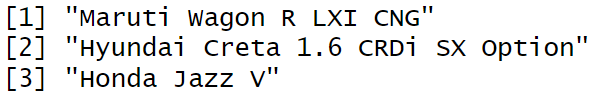 [1] "Maruti Wagon R LXI CNG"
[2] "Hyundai Creta 1.6 CRDi SX Option"
[3] "Honda Jazz V"